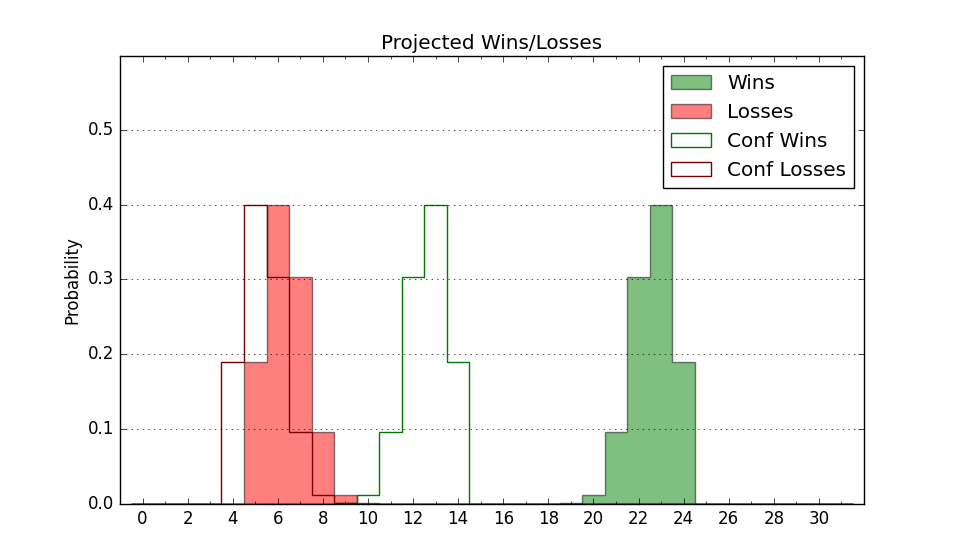 Projected Wins/Losses
Wins
Losses
Conf Wins
Conf Losses
Probability
0.5
0.4
0.3
0.2
0.1
0.0
0 2 4 6 8 10 12 14 16 18 20 22 24 26 28 30